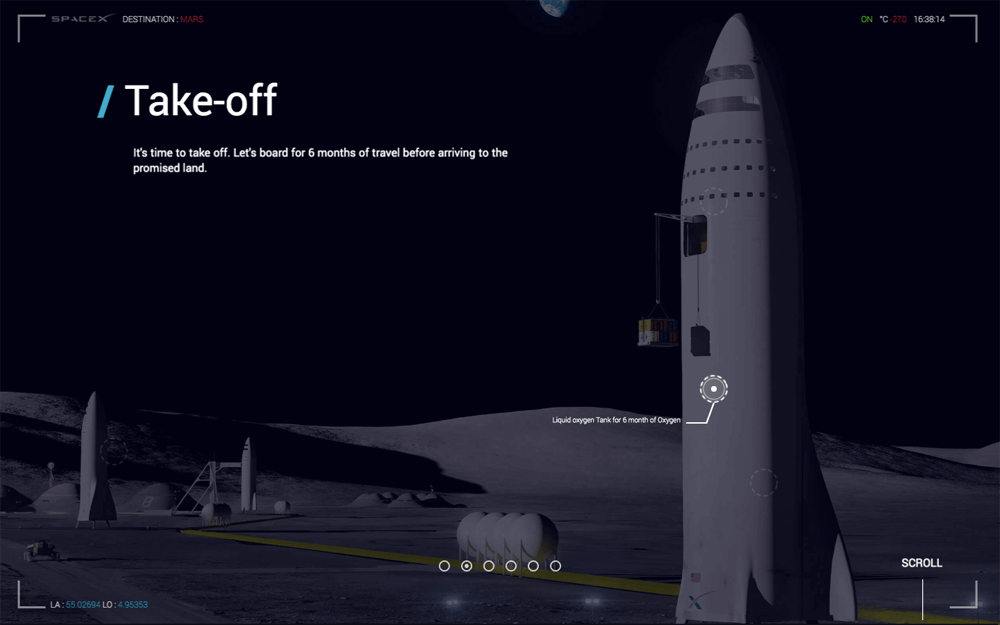 SPACEX DESTINATION : MARS
ON °C -270 16:38:14
/ Take-off
It's time to take off. Let's board for 6 months of travel before arriving to the
promised land.
Liquid oxygen Tank for 6 month of Oxygen
SCROLL
LA : 55.02694 LO : 4.95353